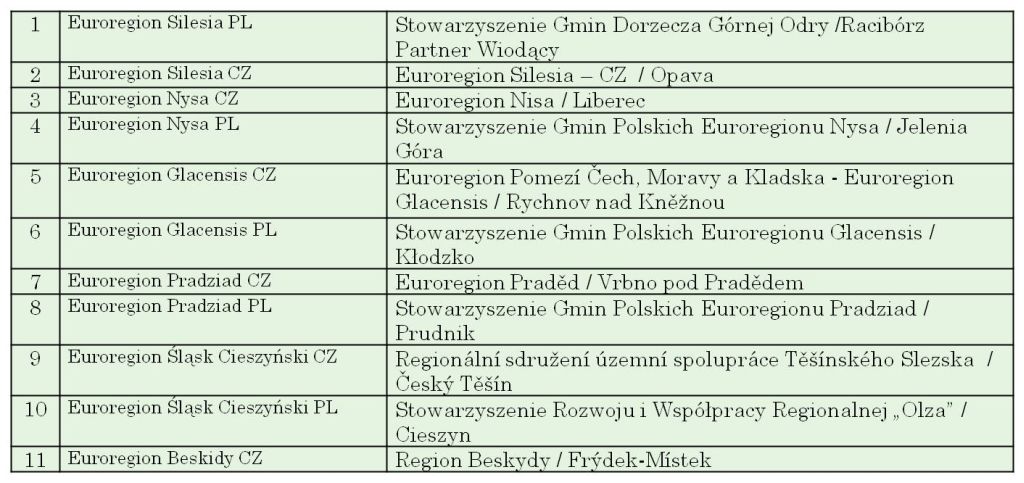 1 Euroregion Silesia PL Stowarzyszenie Gmin Dorzecza Górnej Odry /Racibórz
Partner Wiodący
2 Euroregion Silesia CZ Euroregion Silesia – CZ / Opava
3 Euroregion Nysa CZ Euroregion Nisa / Liberec
4 Euroregion Nysa PL Stowarzyszenie Gmin Polskich Euroregionu Nysa / Jelenia
Góra
5 Euroregion Glacensis CZ Euroregion Pomezí Čech, Moravy a Kladska - Euroregion
Glacensis / Rychnov nad Kněžnou
6 Euroregion Glacensis PL Stowarzyszenie Gmin Polskich Euroregionu Glacensis /
Kłodzko
7 Euroregion Pradziad CZ Euroregion Praděd / Vrbno pod Pradědem
8 Euroregion Pradziad PL Stowarzyszenie Gmin Polskich Euroregionu Pradziad /
Prudnik
9 Euroregion Śląsk Cieszyński CZ Regionální sdružení územní spolupráce Těšínského Slezska /
Český Těšín
10 Euroregion Śląsk Cieszyński PL Stowarzyszenie Rozwoju i Współpracy Regionalnej „Olza” /
Cieszyn
11 Euroregion Beskidy CZ Region Beskydy / Frýdek-Místek